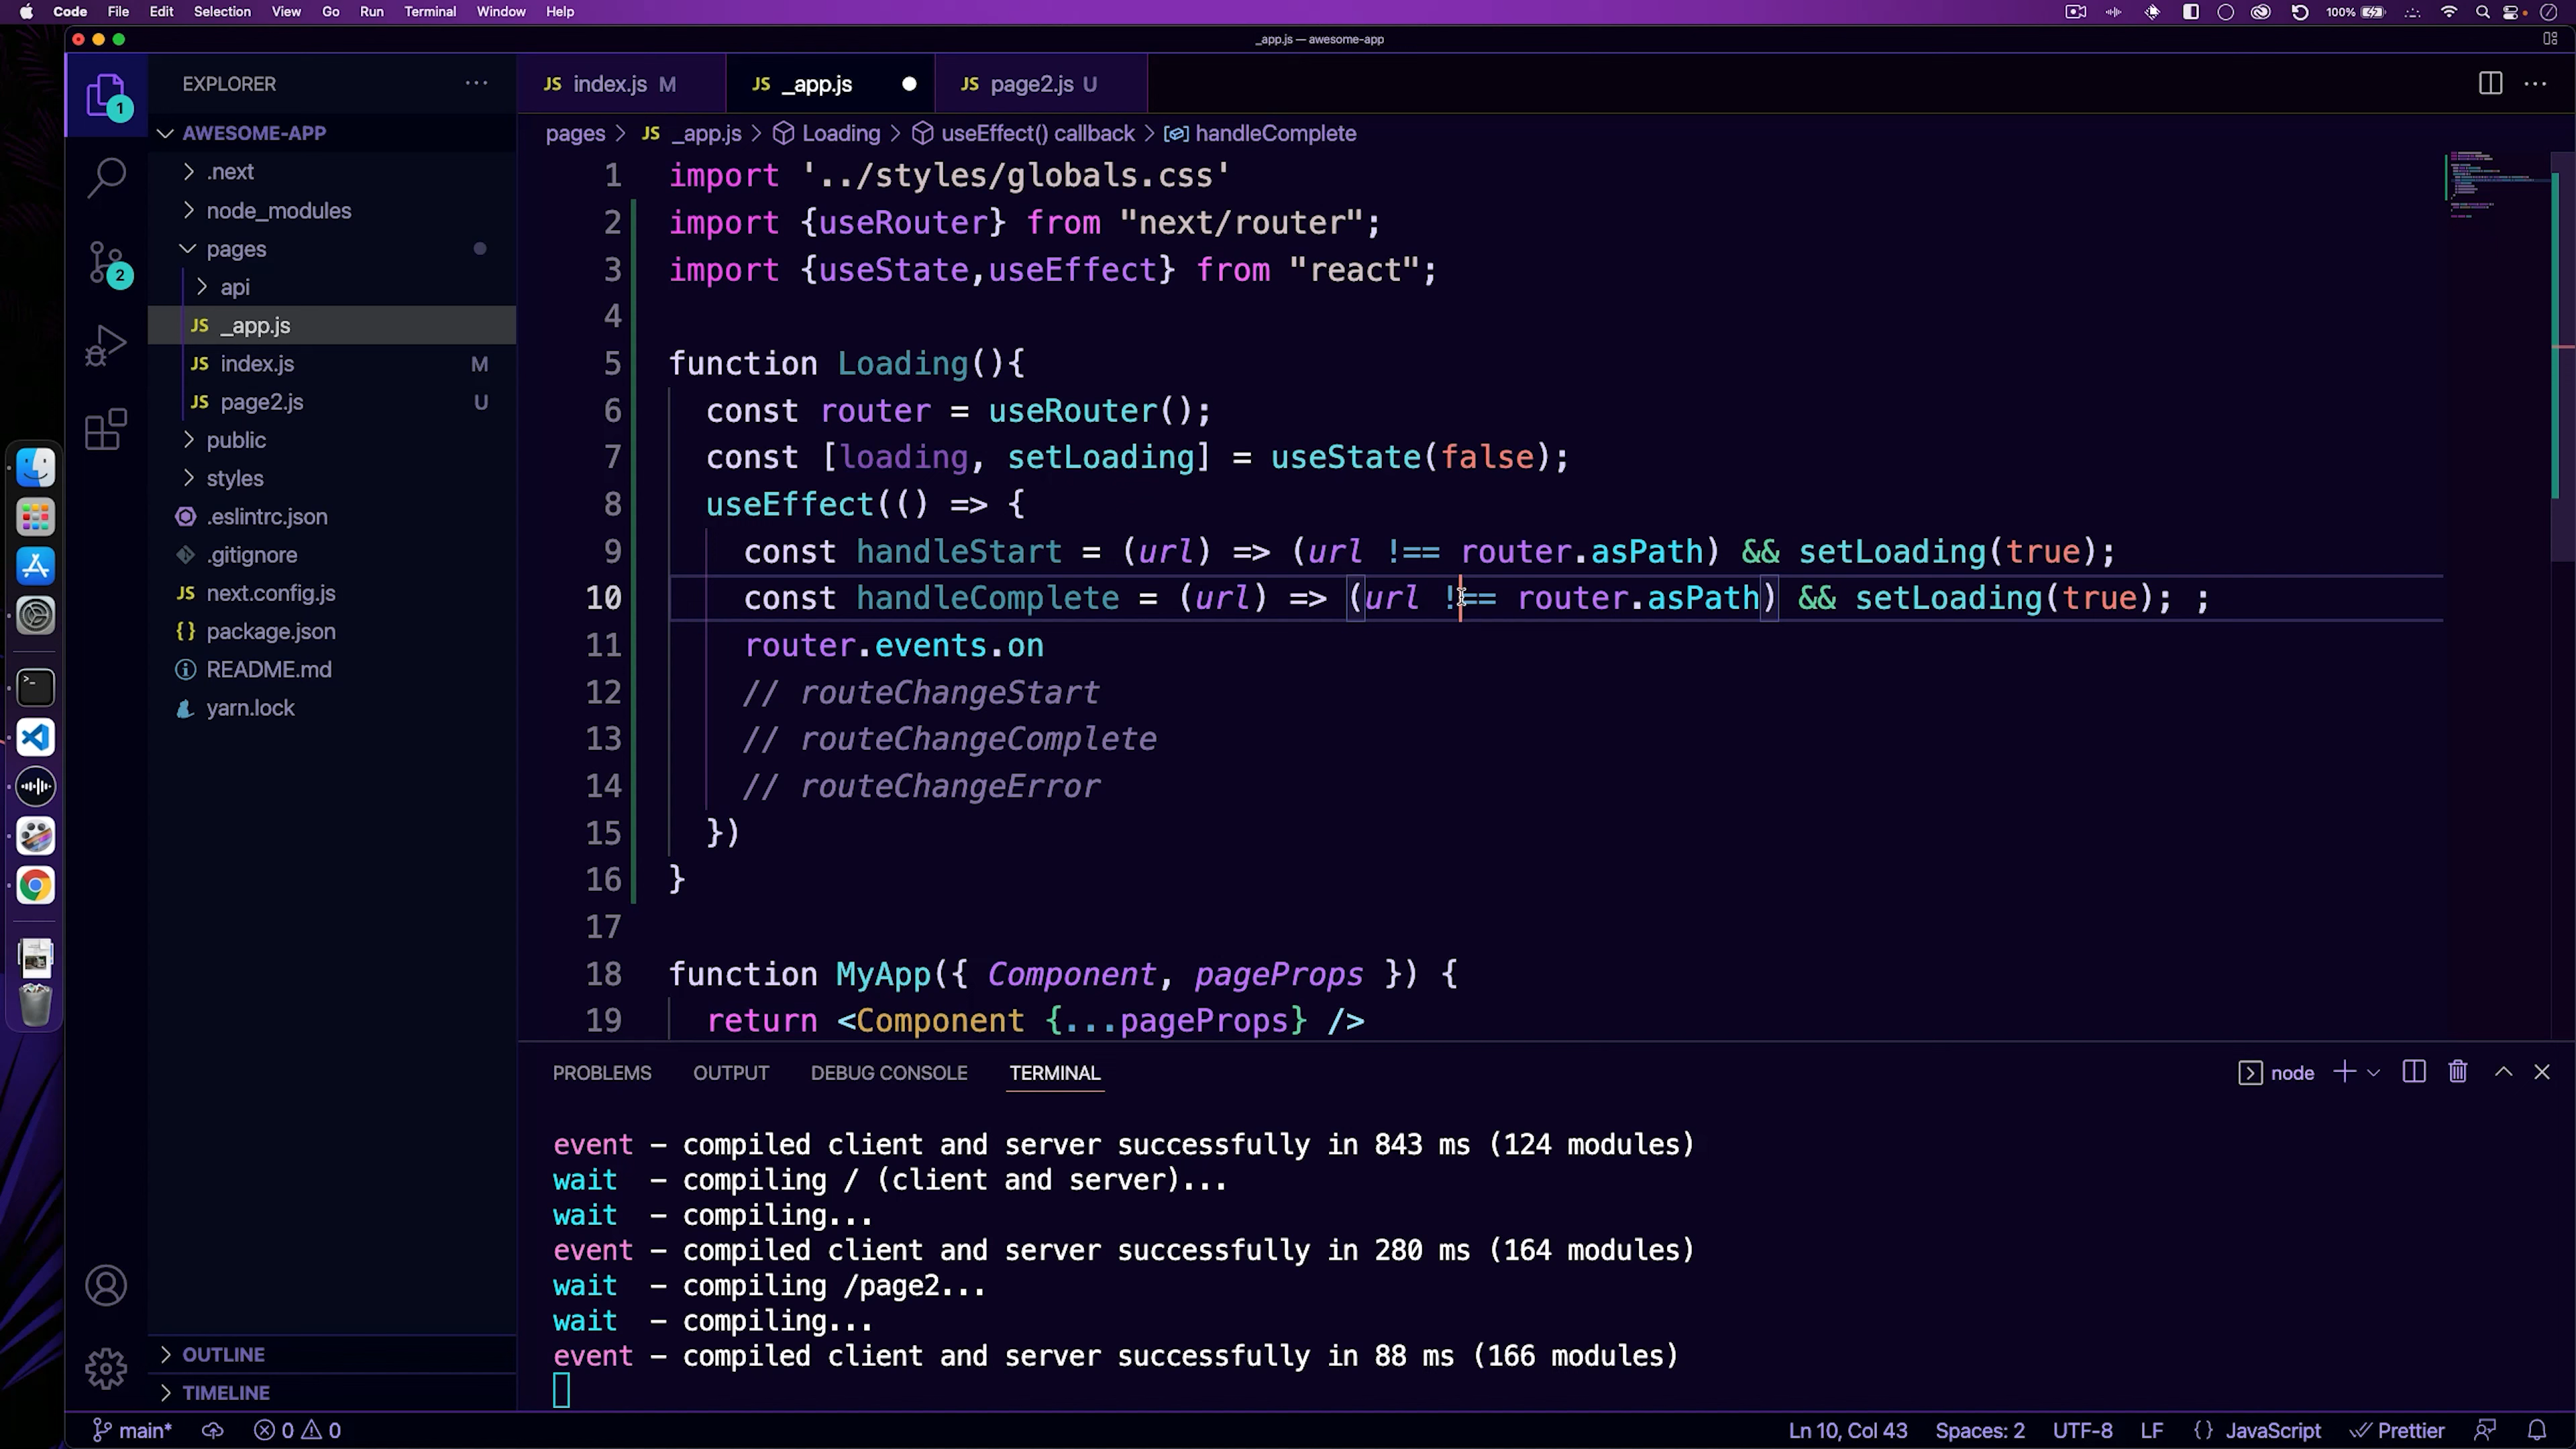 Code File Edit Selection View Go Run Terminal Window Help 100%
_app.js — awesome-app
EXPLORER
1
AWESOME-APP
.next
node_modules
pages
api
JS _app.js
JS index.js M
JS page2.js U
public
styles
.eslintrc.json
.gitignore
JS next.config.js
{} package.json
README.md
yarn.lock
2
OUTLINE
TIMELINE
JS index.js M JS _app.js JS page2.js U
pages > JS _app.js > Loading > useEffect() callback > handleComplete
1 import '../styles/globals.css'
2 import {useRouter} from "next/router";
3 import {useState,useEffect} from "react";
4
5 function Loading(){
6 const router = useRouter();
7 const [loading, setLoading] = useState(false);
8 useEffect(() => {
9 const handleStart = (url) => (url !== router.asPath) && setLoading(true);
10 const handleComplete = (url) => (url !== router.asPath) && setLoading(true); ;
11 router.events.on
12 // routeChangeStart
13 // routeChangeComplete
14 // routeChangeError
15 })
16 }
17
18 function MyApp({ Component, pageProps }) {
19 return <Component {...pageProps} />
PROBLEMS OUTPUT DEBUG CONSOLE TERMINAL node
event - compiled client and server successfully in 843 ms (124 modules)
wait - compiling / (client and server)...
wait - compiling...
event - compiled client and server successfully in 280 ms (164 modules)
wait - compiling /page2...
wait - compiling...
event - compiled client and server successfully in 88 ms (166 modules)
main* 0 0 Ln 10, Col 43 Spaces: 2 UTF-8 LF {} JavaScript Prettier